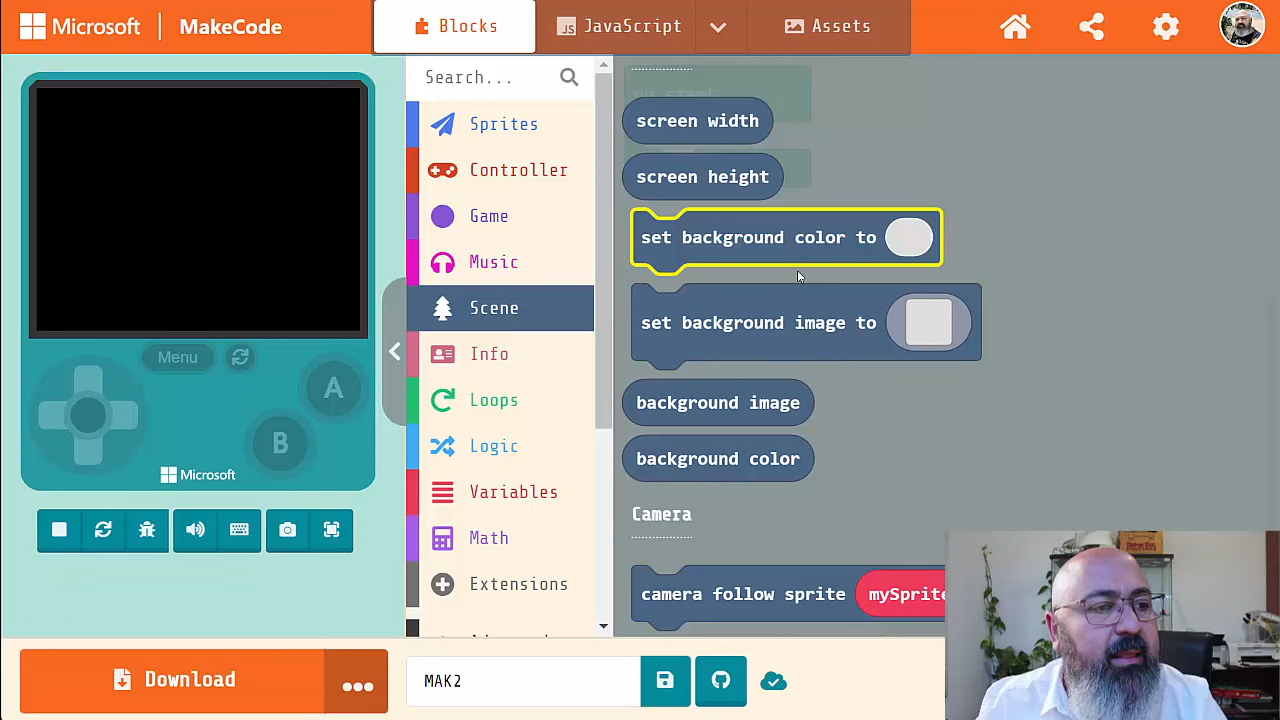 Microsoft
MakeCode
Blocks
JS
JavaScript
Assets
Search...
Sprites
Controller
Game
Music
Scene
Info
Loops
Logic
Variables
Math
Extensions
screen width
screen height
set background color to
set background image to
background image
background color
Camera
camera follow sprite
mySprite
Menu
A
B
Microsoft
Download
MAK2